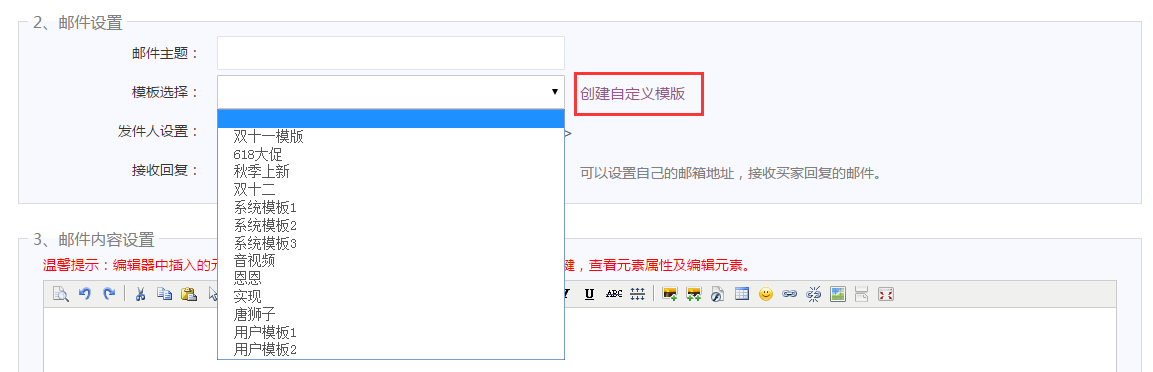 2、邮件设置
邮件主题：
模板选择：
创建自定义模版
双十一模版
618大促
秋季上新
双十二
系统模板1
系统模板2
系统模板3
音视频
恩恩
实现
唐狮子
用户模板1
用户模板2
发件人设置： >
接收回复： 可以设置自己的邮箱地址，接收买家回复的邮件。
3、邮件内容设置
温馨提示：编辑器中插入的 键，查看元素属性及编辑元素。
U ABC